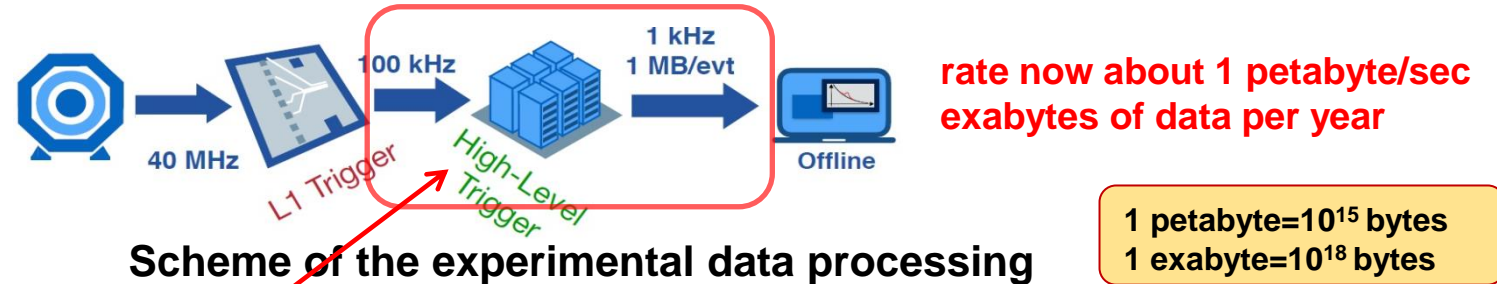 40 MHz
L1 Trigger
100 kHz
High-Level
Trigger
1 kHz
1 MB/evt
Offline
rate now about 1 petabyte/sec
exabytes of data per year
1 petabyte=10¹⁵ bytes
1 exabyte=10¹⁸ bytes
Scheme of the experimental data processing